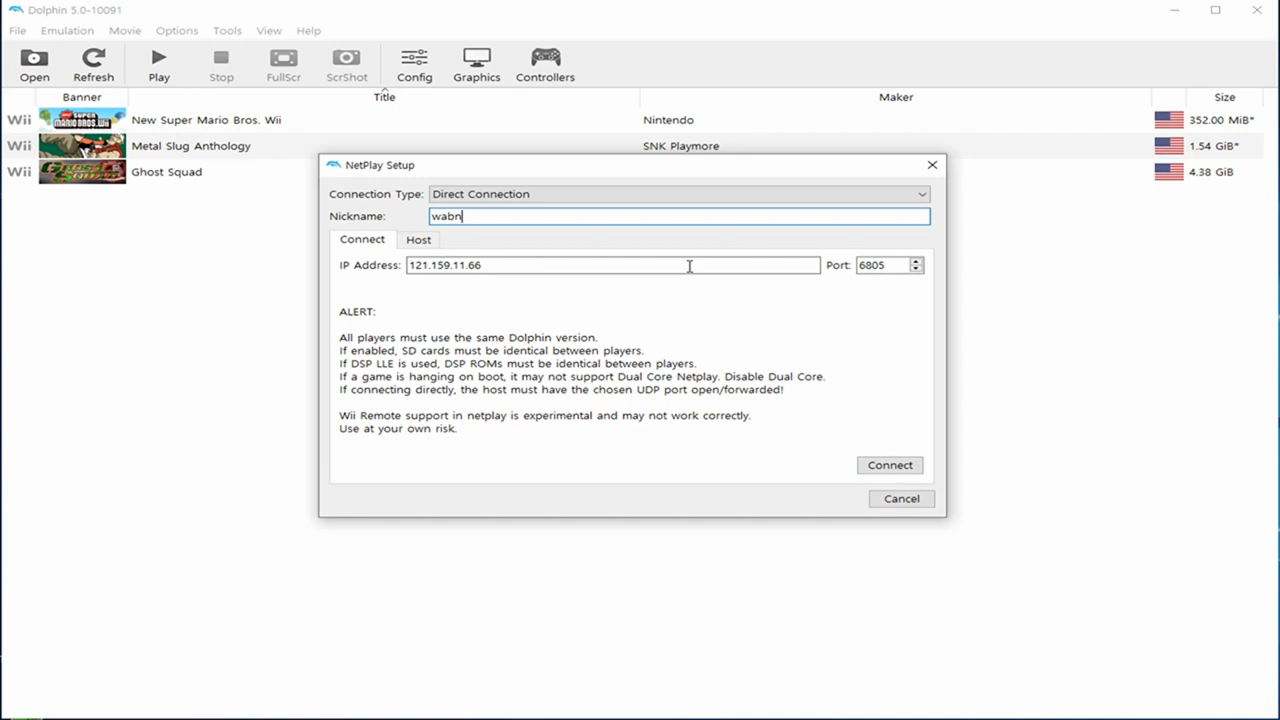 Dolphin 5.0-10091
File Emulation Movie Options Tools View Help
Open Refresh Play Stop FullScr ScrShot Config Graphics Controllers
Banner Title Maker Size
Wii New Super Mario Bros. Wii Nintendo 352.00 MiB*
Wii Metal Slug Anthology SNK Playmore 1.54 GiB*
Wii Ghost Squad 4.38 GiB
NetPlay Setup
Connection Type: Direct Connection
Nickname: wabn
Connect Host
IP Address: 121.159.11.66 Port: 6805
ALERT:
All players must use the same Dolphin version.
If enabled, SD cards must be identical between players.
If DSP LLE is used, DSP ROMs must be identical between players.
If a game is hanging on boot, it may not support Dual Core Netplay. Disable Dual Core.
If connecting directly, the host must have the chosen UDP port open/forwarded!
Wii Remote support in netplay is experimental and may not work correctly.
Use at your own risk.
Connect
Cancel